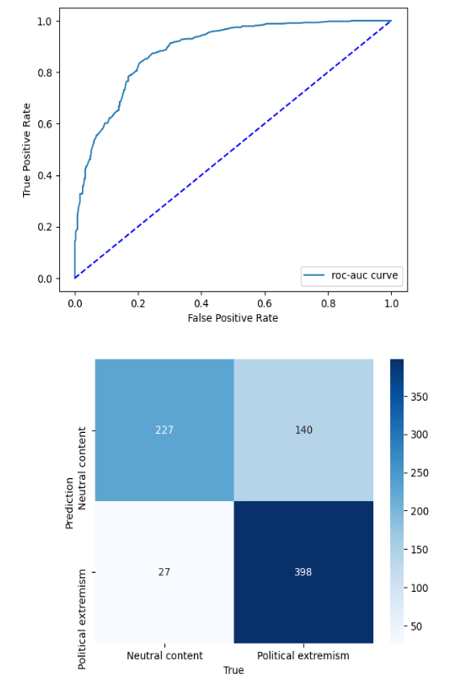 1.0
0.8
0.6
0.4
0.2
0.0
True Positive Rate
roc-auc curve
0.0 0.2 0.4 0.6 0.8 1.0
False Positive Rate
Prediction
Neutral content
Political extremism
227 140
27 398
350
300
250
200
150
100
50
Neutral content Political extremism
True